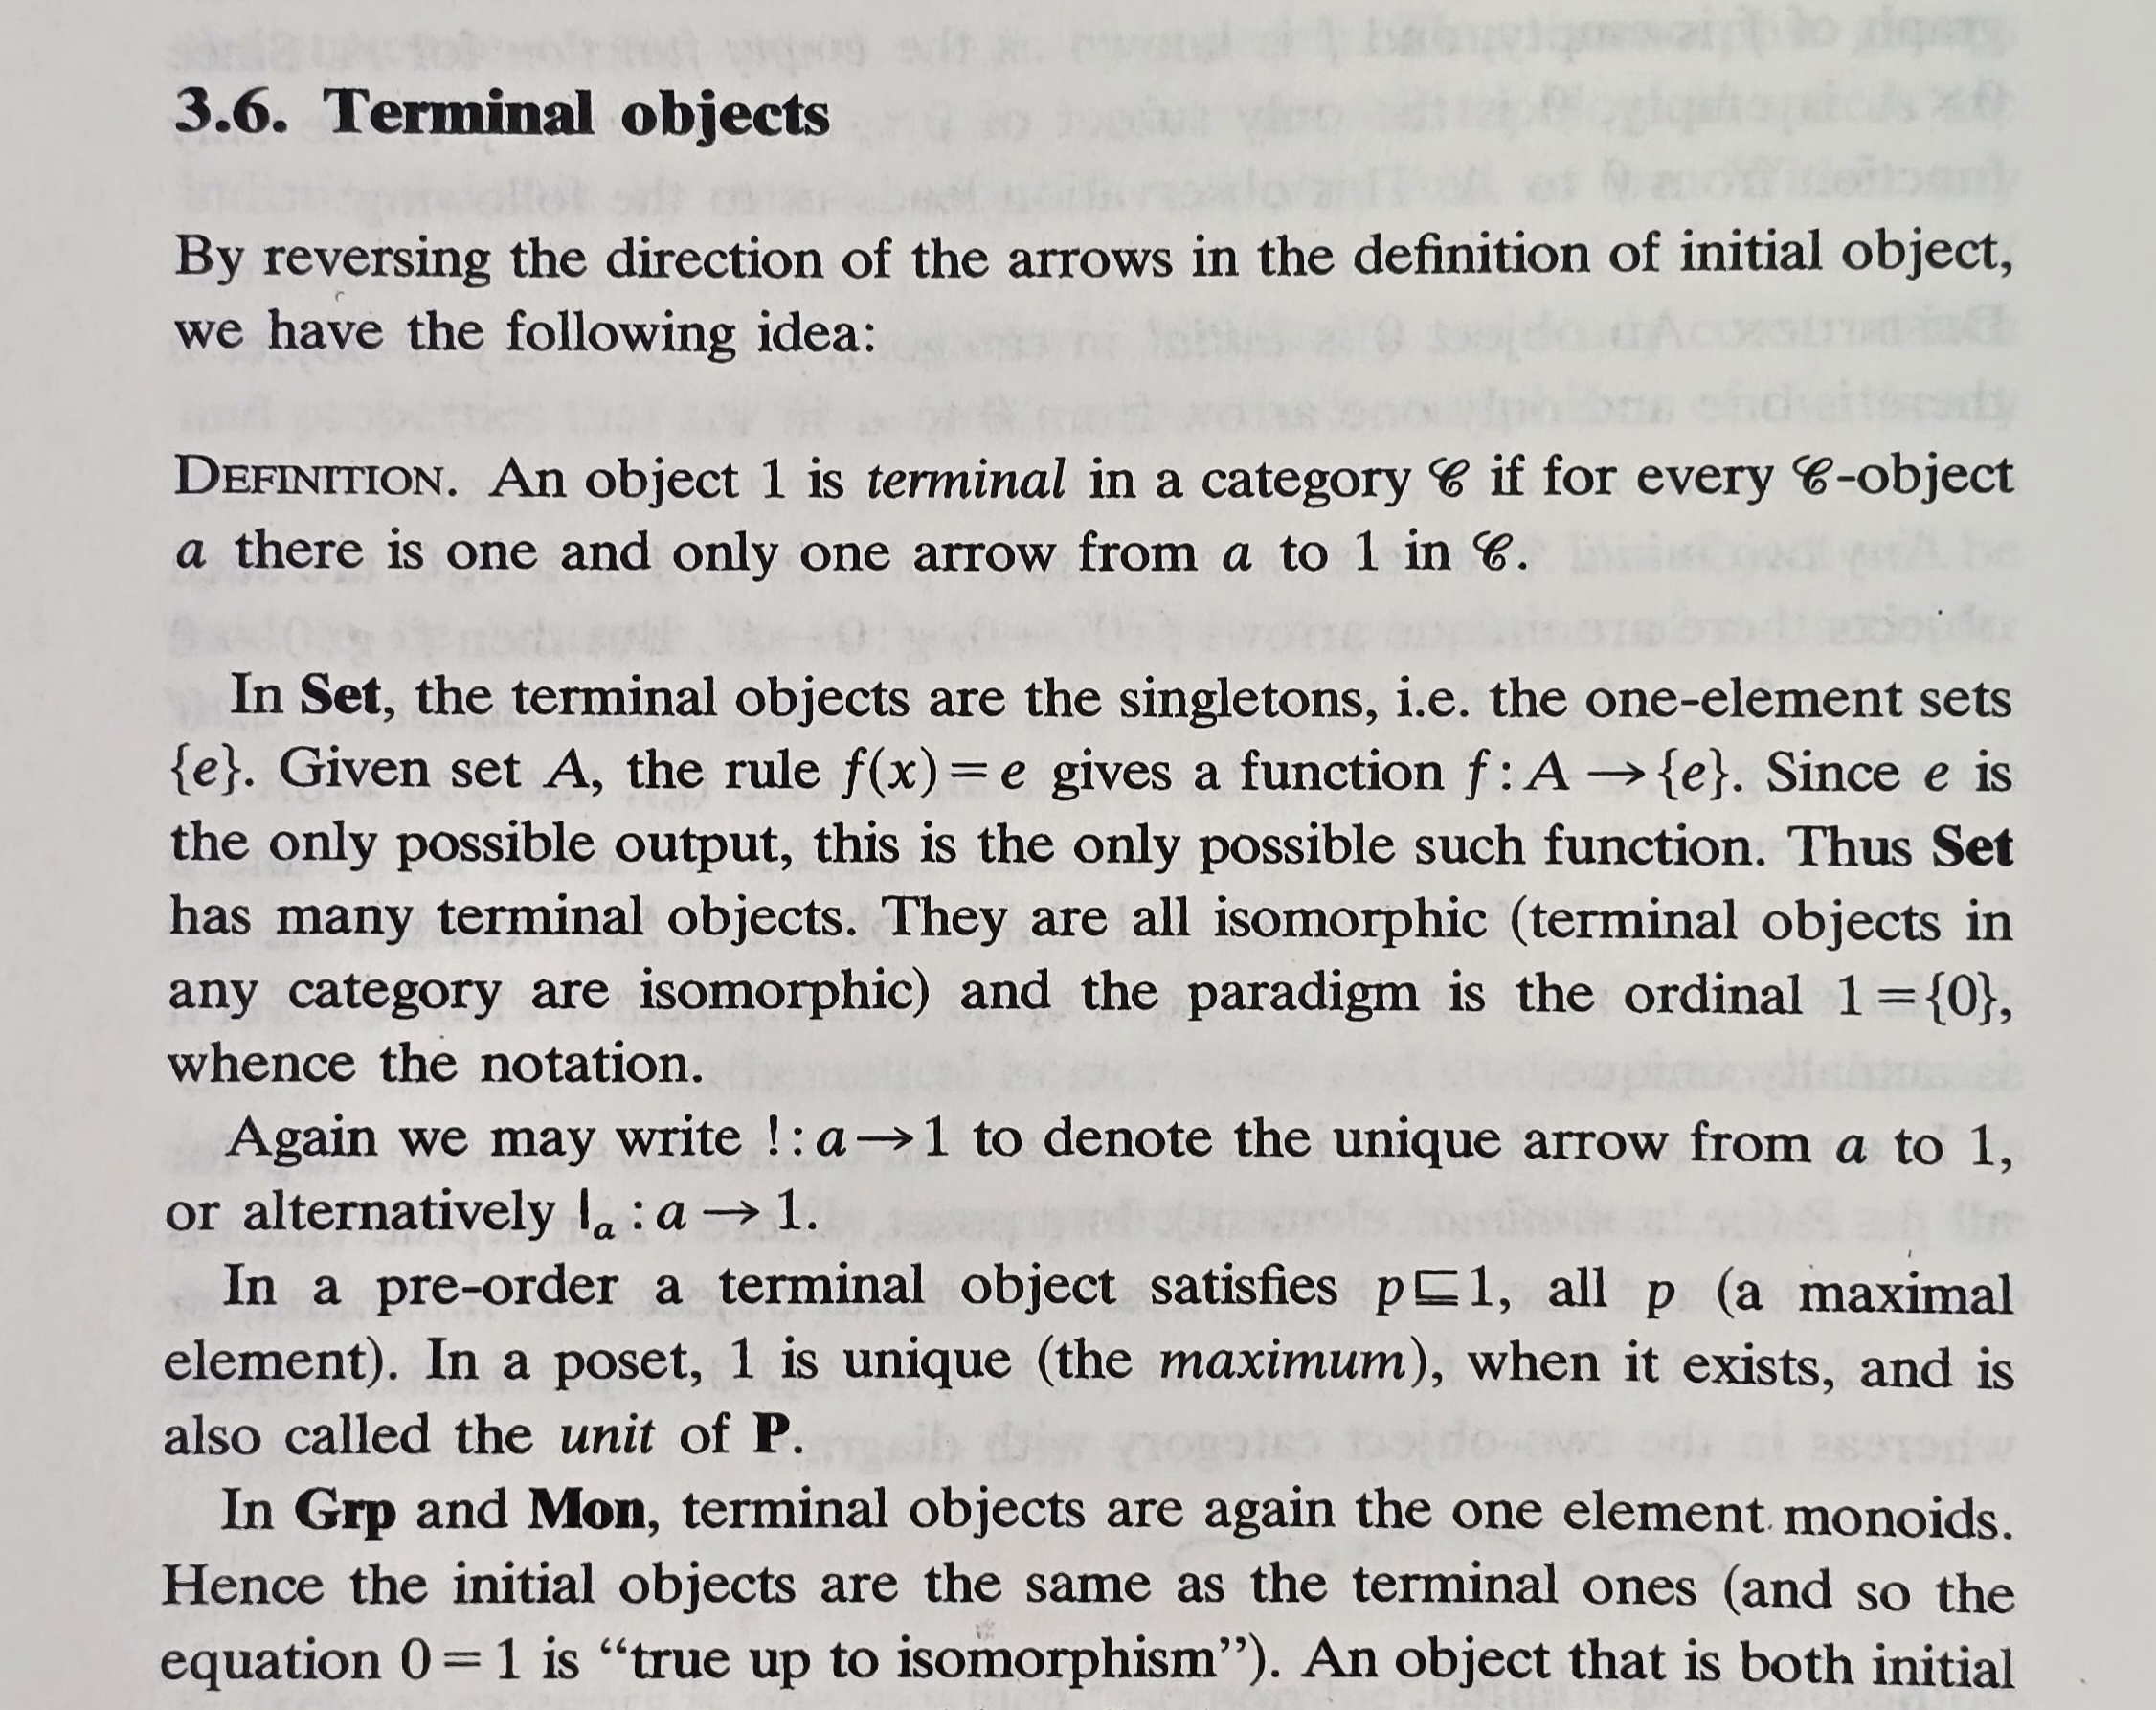 3.6. Terminal objects
By reversing the direction of the arrows in the definition of initial object,
we have the following idea:
DEFINITION. An object 1 is terminal in a category 𝒞 if for every 𝒞-object
a there is one and only one arrow from a to 1 in 𝒞.
In Set, the terminal objects are the singletons, i.e. the one-element sets
{e}. Given set A, the rule f(x) = e gives a function f : A → {e}. Since e is
the only possible output, this is the only possible such function. Thus Set
has many terminal objects. They are all isomorphic (terminal objects in
any category are isomorphic) and the paradigm is the ordinal 1 = {0},
whence the notation.
Again we may write ! : a → 1 to denote the unique arrow from a to 1,
or alternatively Iₐ : a → 1.
In a pre-order a terminal object satisfies p ⊑ 1, all p (a maximal
element). In a poset, 1 is unique (the maximum), when it exists, and is
also called the unit of P.
In Grp and Mon, terminal objects are again the one element monoids.
Hence the initial objects are the same as the terminal ones (and so the
equation 0 = 1 is “true up to isomorphism”). An object that is both initial